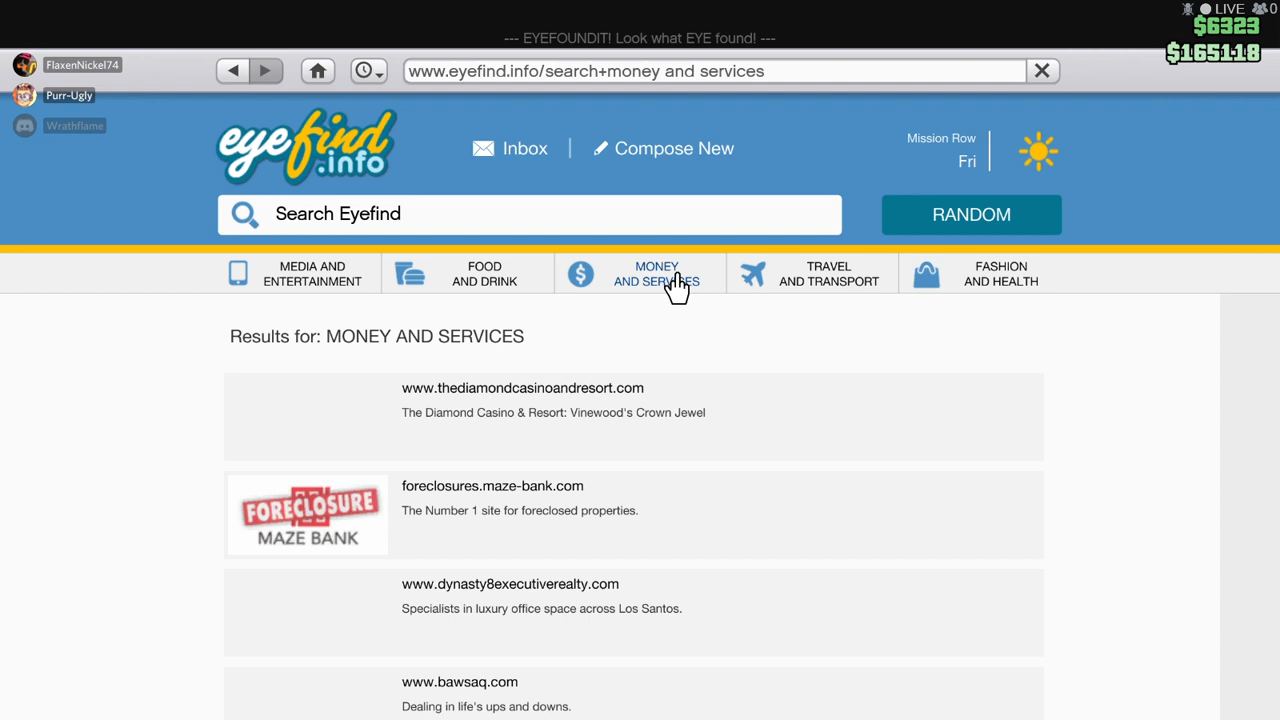 --- EYEFOUNDIT! Look what EYE found! ---
LIVE 0
$6323
$165118
FlaxenNickel74
Purr-Ugly
Wrathflame
www.eyefind.info/search+money and services
eyefind.info
Inbox
Compose New
Mission Row
Fri
Search Eyefind
RANDOM
MEDIA AND
ENTERTAINMENT
FOOD
AND DRINK
MONEY
AND SERVICES
TRAVEL
AND TRANSPORT
FASHION
AND HEALTH
Results for: MONEY AND SERVICES
www.thediamondcasinoandresort.com
The Diamond Casino & Resort: Vinewood's Crown Jewel
FORECLOSURE
MAZE BANK
foreclosures.maze-bank.com
The Number 1 site for foreclosed properties.
www.dynasty8executiverealty.com
Specialists in luxury office space across Los Santos.
www.bawsaq.com
Dealing in life's ups and downs.